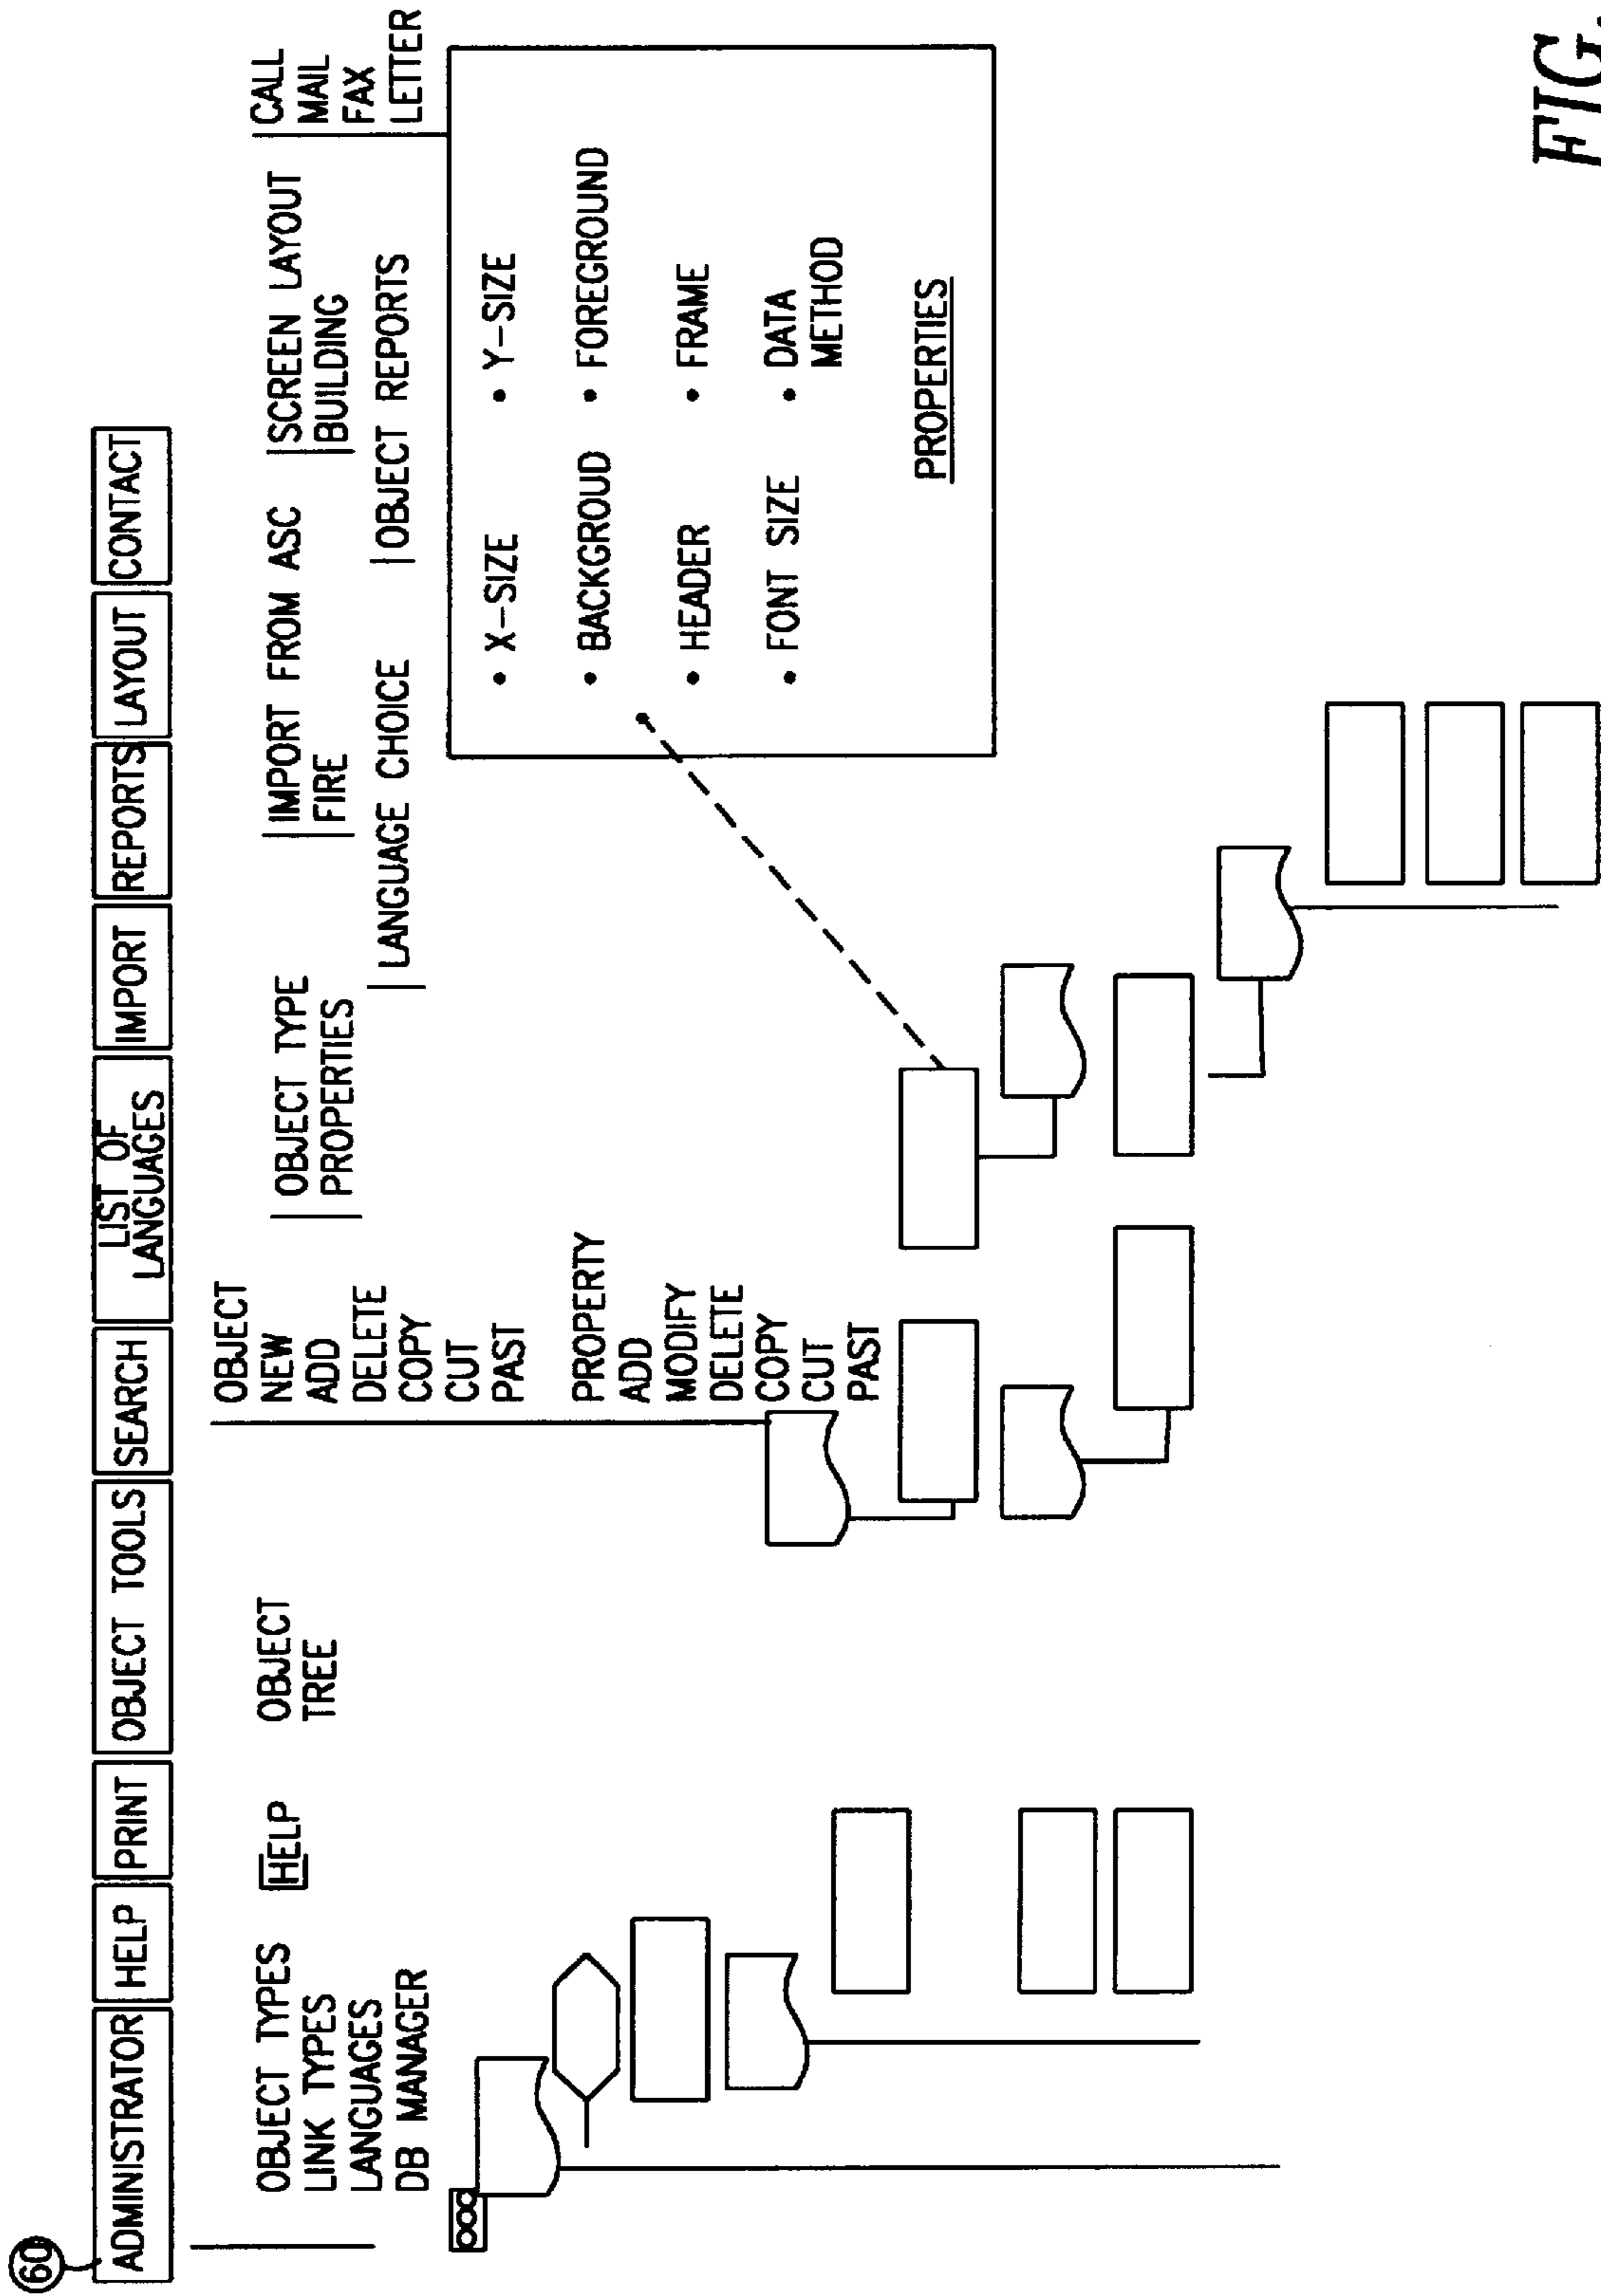 60
ADMINISTRATOR HELP PRINT OBJECT TOOLS SEARCH LIST OF LANGUAGES IMPORT REPORTS LAYOUT CONTACT
OBJECT TYPES
LINK TYPES
LANGUAGES
DB MANAGER
HELP
OBJECT
TREE
OBJECT
NEW
ADD
DELETE
COPY
CUT
PAST
PROPERTY
ADD
MODIFY
DELETE
COPY
CUT
PAST
OBJECT TYPE
PROPERTIES
LANGUAGE CHOICE
IMPORT FROM ASC
FIRE
OBJECT REPORTS
SCREEN LAYOUT
BUILDING
CALL
MAIL
FAX
LETTER
• X-SIZE • Y-SIZE
• BACKGROUD • FOREGROUND
• HEADER • FRAME
• FONT SIZE • DATA
METHOD
PROPERTIES
FIG.